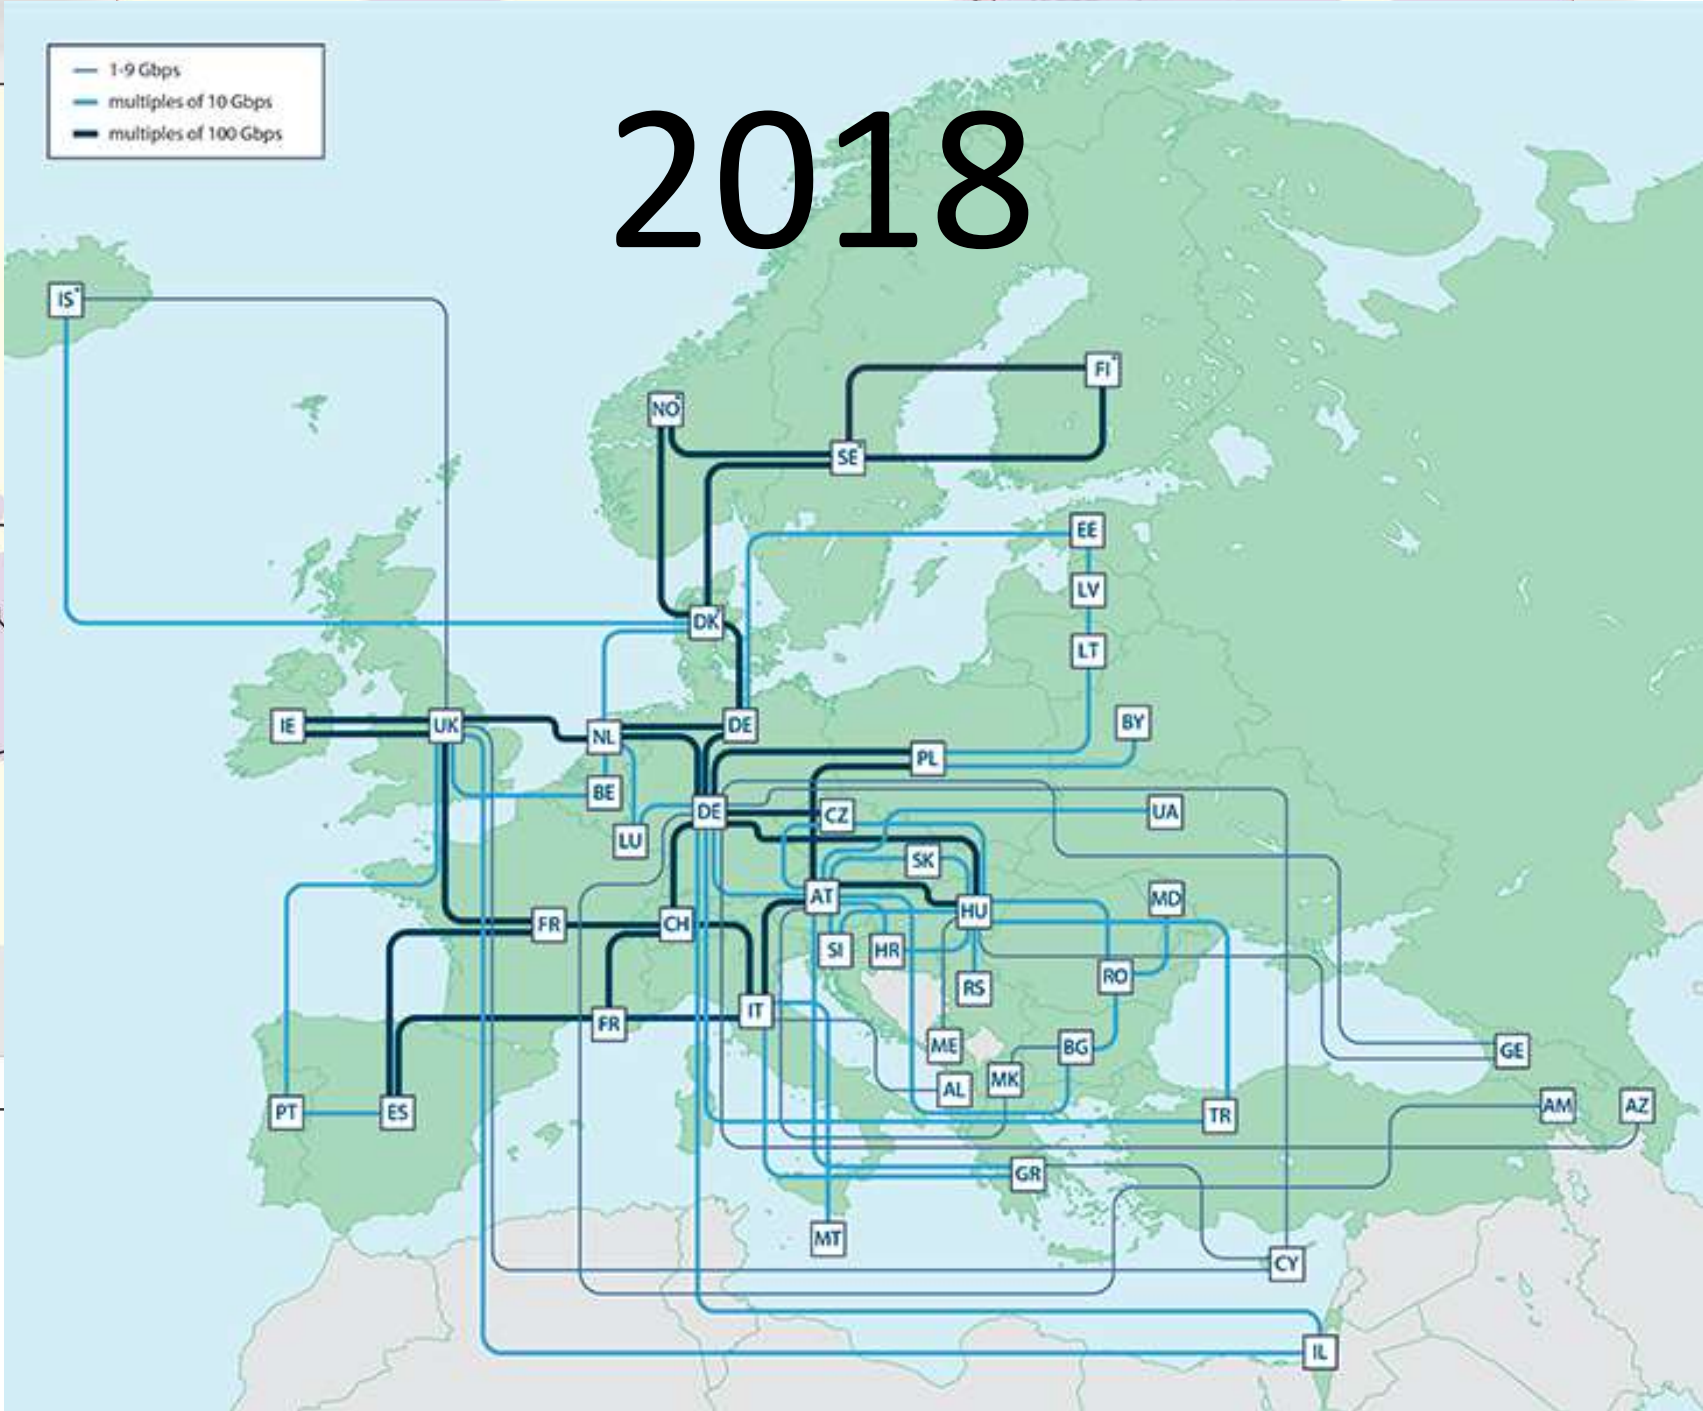 1-9 Gbps
multiples of 10 Gbps
multiples of 100 Gbps
2018
IS*
FI*
NO*
SE*
EE
LV
DK*
LT
IE
UK
NL
DE
BY
PL
BE
DE
CZ
UA
LU
SK
AT
MD
HU
FR
CH
SI
HR
RO
RS
IT
FR
ME
BG
GE
MK
AL
PT
ES
TR
AM
AZ
GR
MT
CY
IL